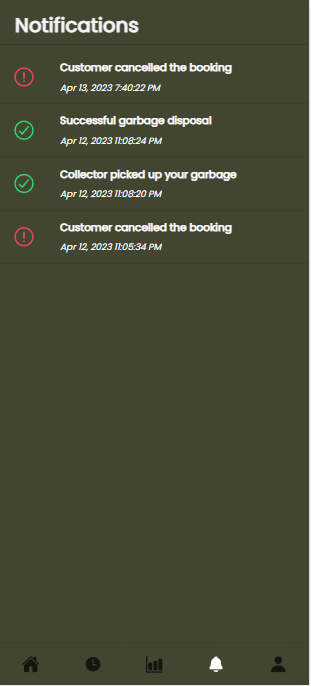 Notifications
Customer cancelled the booking
Apr 13, 2023 7:40:22 PM
Successful garbage disposal
Apr 12, 2023 11:08:24 PM
Collector picked up your garbage
Apr 12, 2023 11:08:20 PM
Customer cancelled the booking
Apr 12, 2023 11:05:34 PM